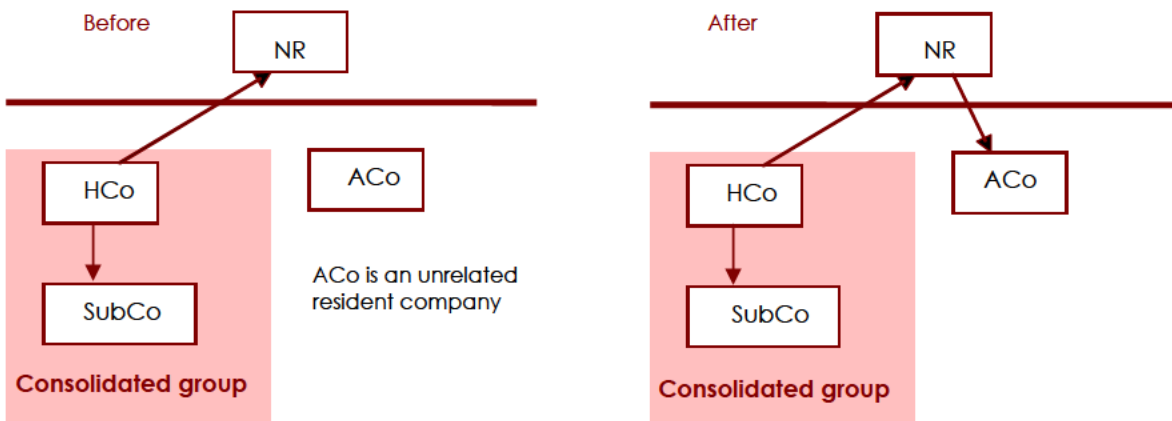 Before
NR
HCo
ACo
SubCo
ACo is an unrelated
resident company
Consolidated group
After
NR
HCo
ACo
SubCo
Consolidated group